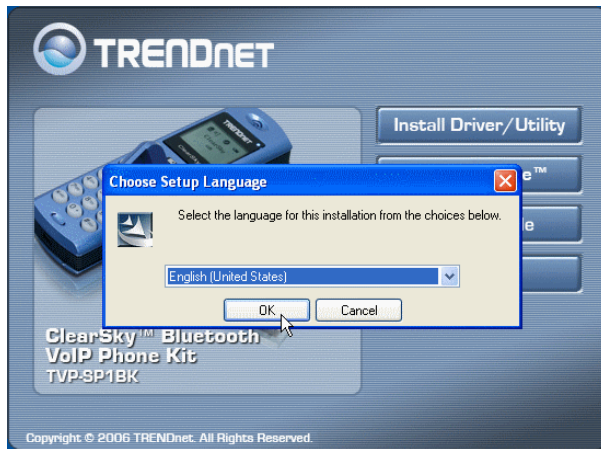 TRENDnet
Install Driver/Utility
e™
e
Choose Setup Language
Select the language for this installation from the choices below.
English (United States)
OK
Cancel
ClearSky™ Bluetooth
VoIP Phone Kit
TVP-SP1BK
Copyright © 2006 TRENDnet. All Rights Reserved.